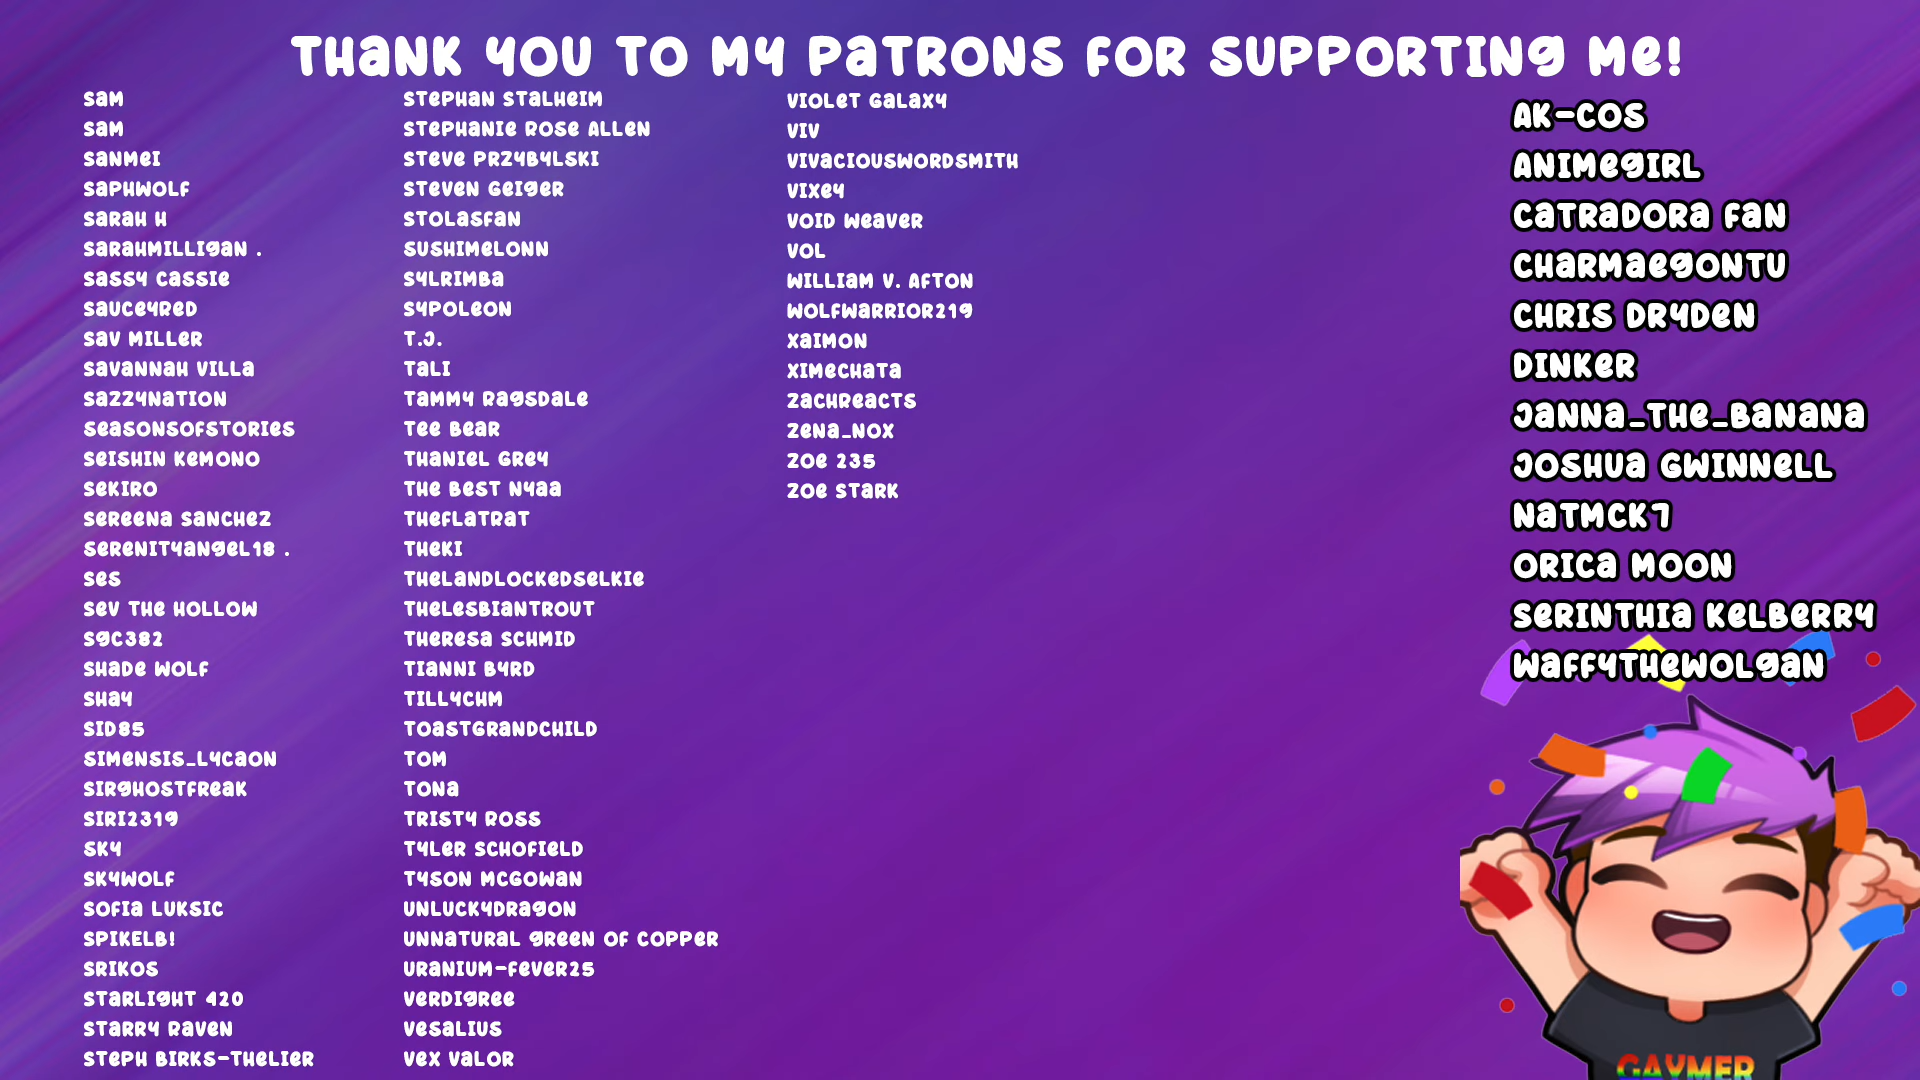 THANK YOU TO MY PATRONS FOR SUPPORTING ME!
SAM
SAM
SANMEI
SAPHWOLF
SARAH H
SARAHMILLIGAN .
SASSY CASSIE
SAUCEYRED
SAV MILLER
SAVANNAH VILLA
SAZZYNATION
SEASONSOFSTORIES
SEISHIN KEMONO
SEKIRO
SEREENA SANCHEZ
SERENITYANGEL18 .
SES
SEV THE HOLLOW
SGC382
SHADE WOLF
SHAY
SID85
SIMENSIS_LYCAON
SIRGHOSTFREAK
SIRI2319
SKY
SKYWOLF
SOFIA LUKSIC
SPIKELB!
SRIKOS
STARLIGHT 420
STARRY RAVEN
STEPH BIRKS-THELIER
STEPHAN STALHEIM
STEPHANIE ROSE ALLEN
STEVE PRZYBYLSKI
STEVEN GEIGER
STOLASFAN
SUSHIMELONN
SYLRIMBA
SYPOLEON
T.J.
TALI
TAMMY RAGSDALE
TEE BEAR
THANIEL GREY
THE BEST NYAA
THEFLATRAT
THEKI
THELANDLOCKEDSELKIE
THELESBIANTROUT
THERESA SCHMID
TIANNI BYRD
TILLYCHM
TOASTGRANDCHILD
TOM
TONA
TRISTY ROSS
TYLER SCHOFIELD
TYSON MCGOWAN
UNLUCKYDRAGON
UNNATURAL GREEN OF COPPER
URANIUM-FEVER25
VERDIGREE
VESALIUS
VEX VALOR
VIOLET GALAXY
VIV
VIVACIOUSWORDSMITH
VIXEY
VOID WEAVER
VOL
WILLIAM V. AFTON
WOLFWARRIOR219
XAIMON
XIMECHATA
ZACHREACTS
ZENA_NOX
ZOE 235
ZOE STARK
AK-COS
ANIMEGIRL
CATRADORA FAN
CHARMAEGONTU
CHRIS DRYDEN
DINKER
JANNA_THE_BANANA
JOSHUA GWINNELL
NATMCK7
ORICA MOON
SERINTHIA KELBERRY
WAFFYTHEWOLGAN
GAYMER